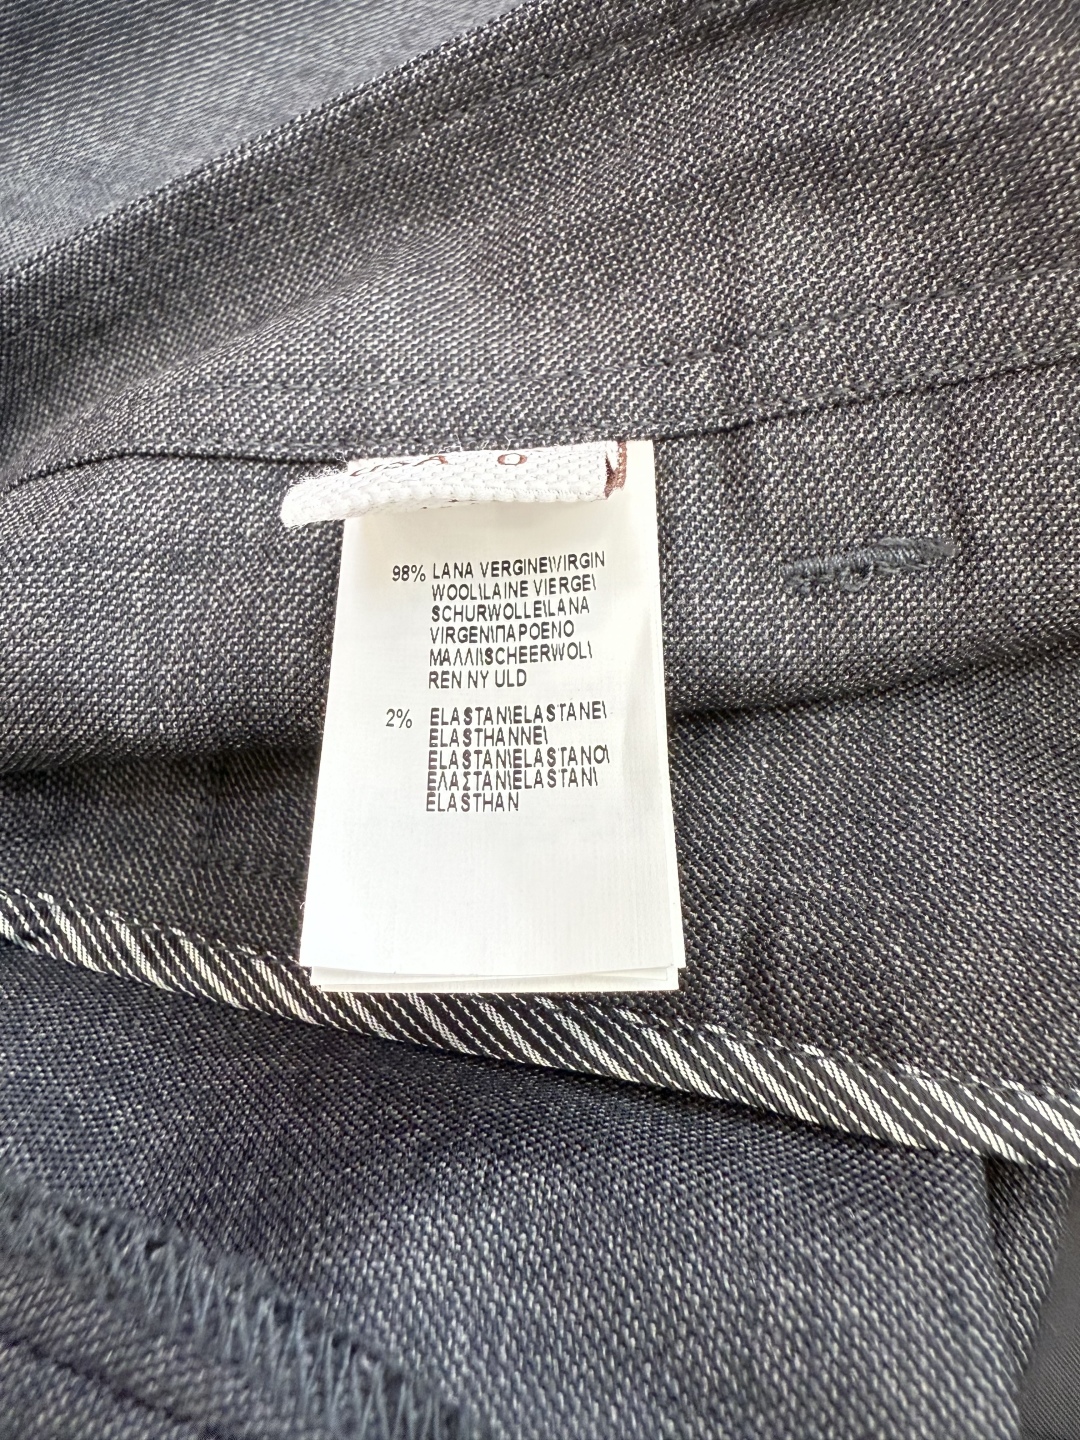 98% LANA VERGINE\VIRGIN
WOOL\LAINE VIERGE\
SCHURWOLLE\LANA
VIRGEN\ΠΑΡΘΕΝΟ
ΜΑΛΛΙ\SCHEERWOL\
REN NY ULD
2% ELASTAN\ELASTANE\
ELASTHANNE\
ELASTAN\ELASTANO\
ΕΛΑΣΤΑΝ\ELASTAN\
ELASTHAN